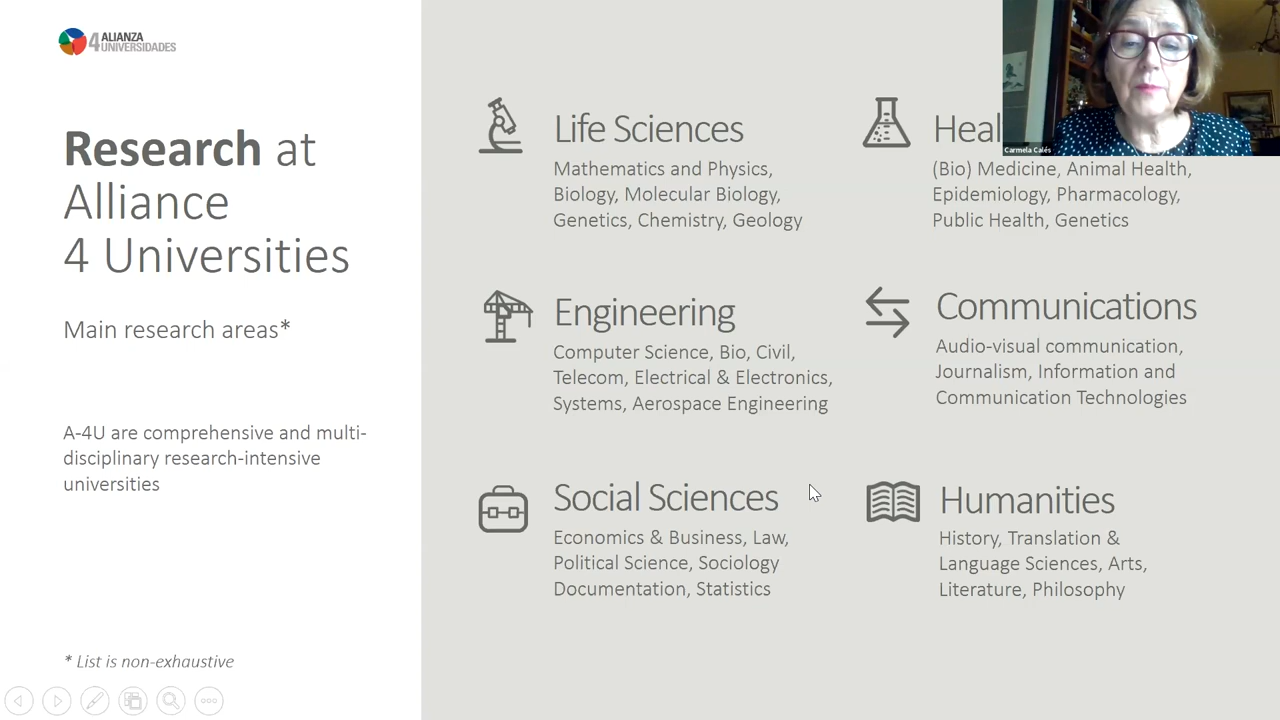 4 ALIANZA
UNIVERSIDADES
Research at
Alliance
4 Universities
Main research areas*
A-4U are comprehensive and multi-
disciplinary research-intensive
universities
* List is non-exhaustive
Life Sciences
Mathematics and Physics,
Biology, Molecular Biology,
Genetics, Chemistry, Geology
Heal
(Bio) Medicine, Animal Health,
Epidemiology, Pharmacology,
Public Health, Genetics
Engineering
Computer Science, Bio, Civil,
Telecom, Electrical & Electronics,
Systems, Aerospace Engineering
Communications
Audio-visual communication,
Journalism, Information and
Communication Technologies
Social Sciences
Economics & Business, Law,
Political Science, Sociology
Documentation, Statistics
Humanities
History, Translation &
Language Sciences, Arts,
Literature, Philosophy
Carmela Calés